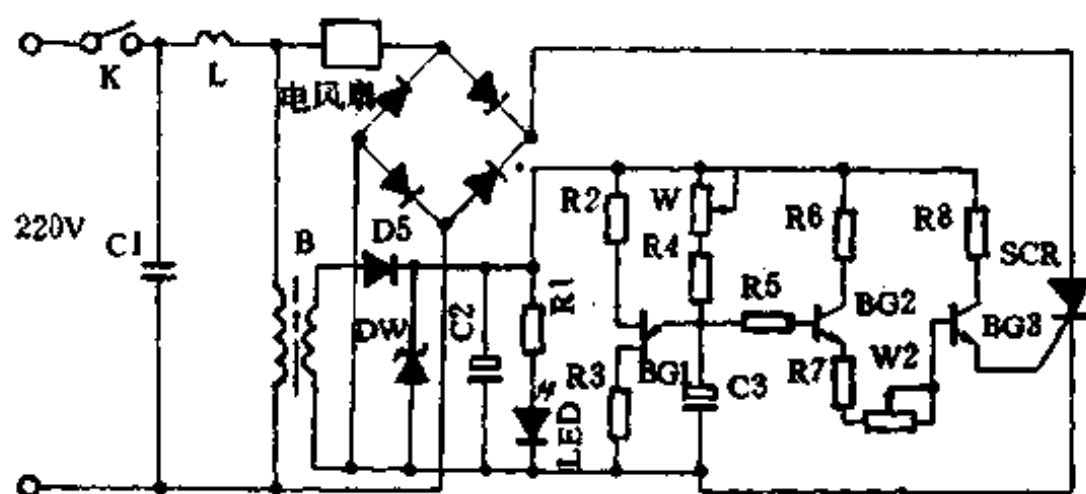 K
L
电风扇
220V
C1
B
D5
DW
C2
R1
LED
R2
R3
BG1
W
R4
C3
R5
R6
BG2
R7
W2
R8
BG3
SCR